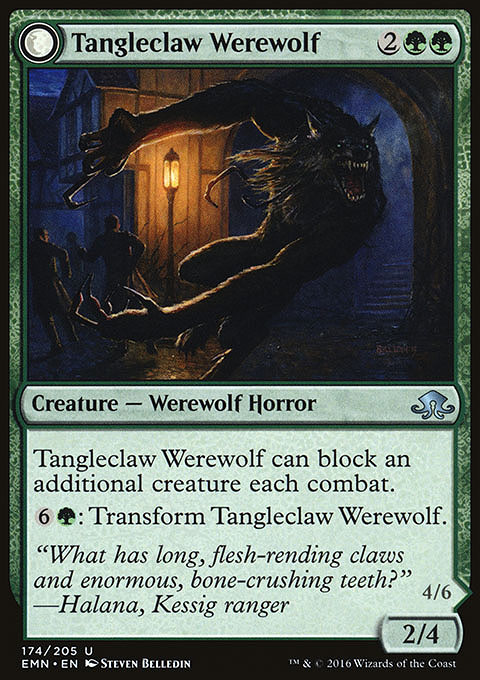 Tangleclaw Werewolf 2
Creature — Werewolf Horror
Tangleclaw Werewolf can block an
additional creature each combat.
6: Transform Tangleclaw Werewolf.
“What has long, flesh-rending claws
and enormous, bone-crushing teeth?”
—Halana, Kessig ranger
4/6
2/4
174/205 U
EMN • EN Steven Belledin
™ & © 2016 Wizards of the Coast